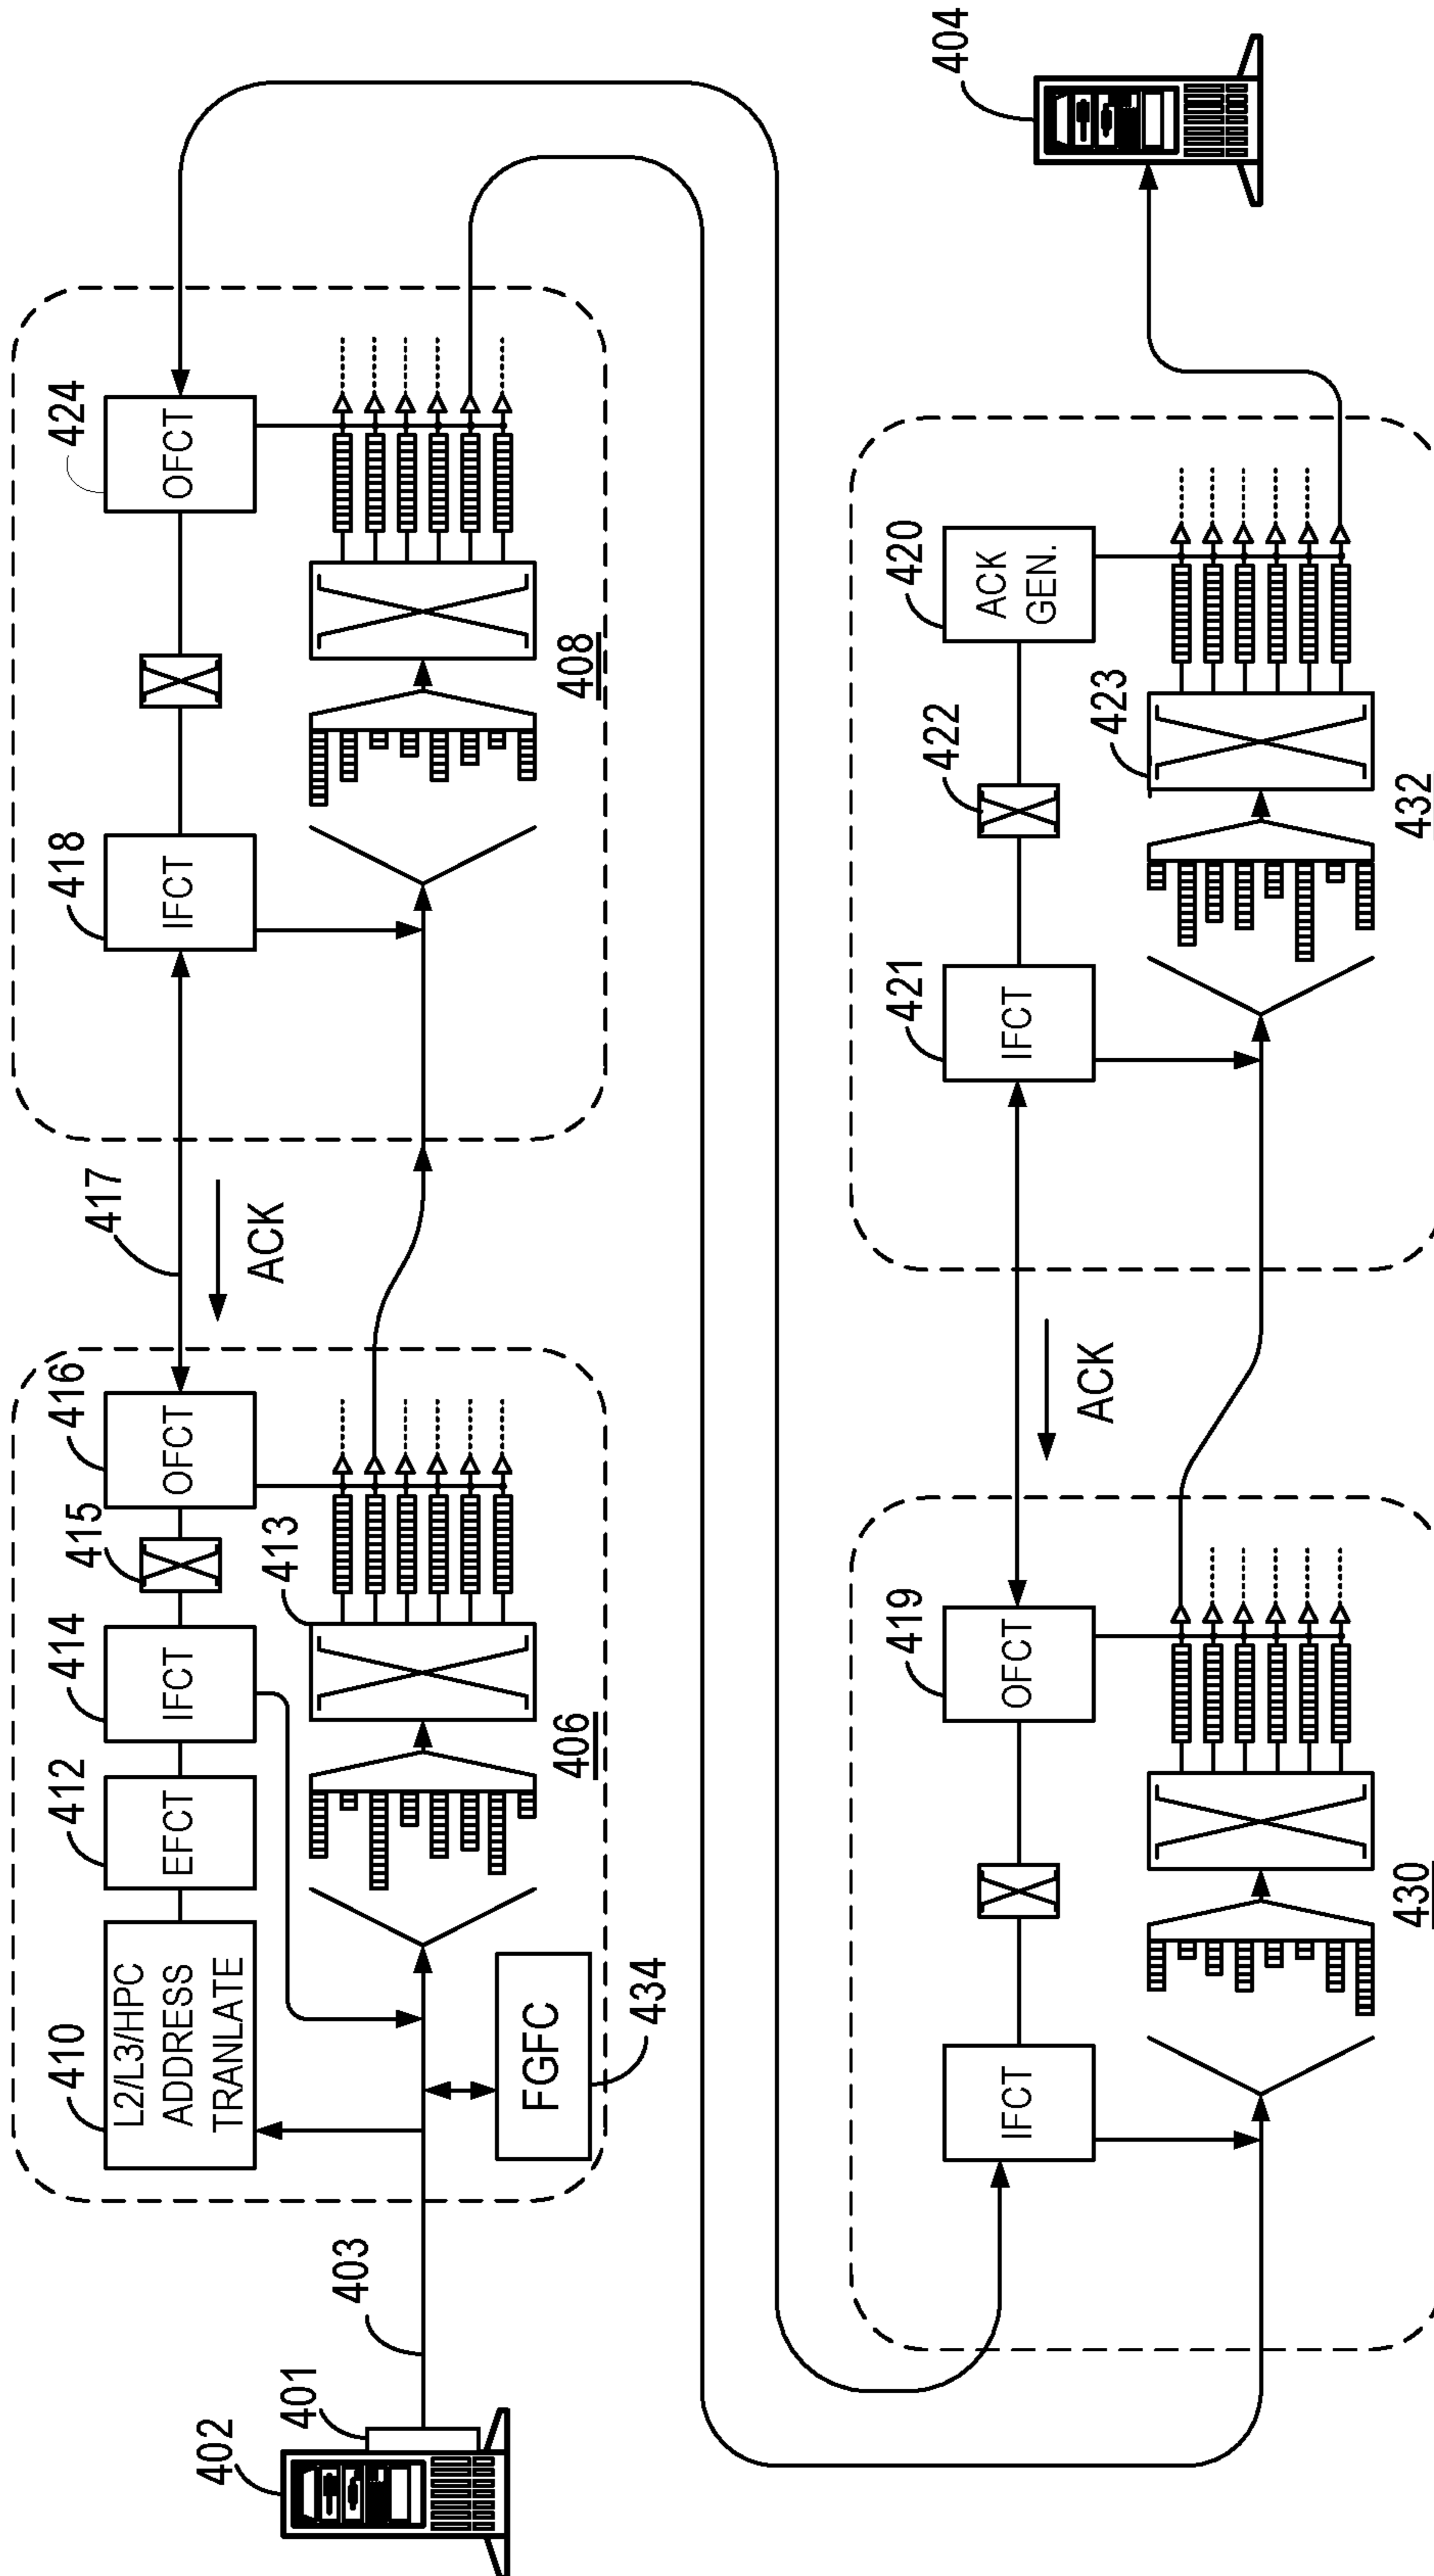 402
401
403
410
L2/L3/HPC
ADDRESS
TRANLATE
412
EFCT
414
IFCT
415
416
OFCT
413
406
FGFC
434
417
ACK
418
IFCT
424
OFCT
408
IFCT
419
OFCT
430
ACK
421
IFCT
422
420
ACK
GEN.
423
432
404